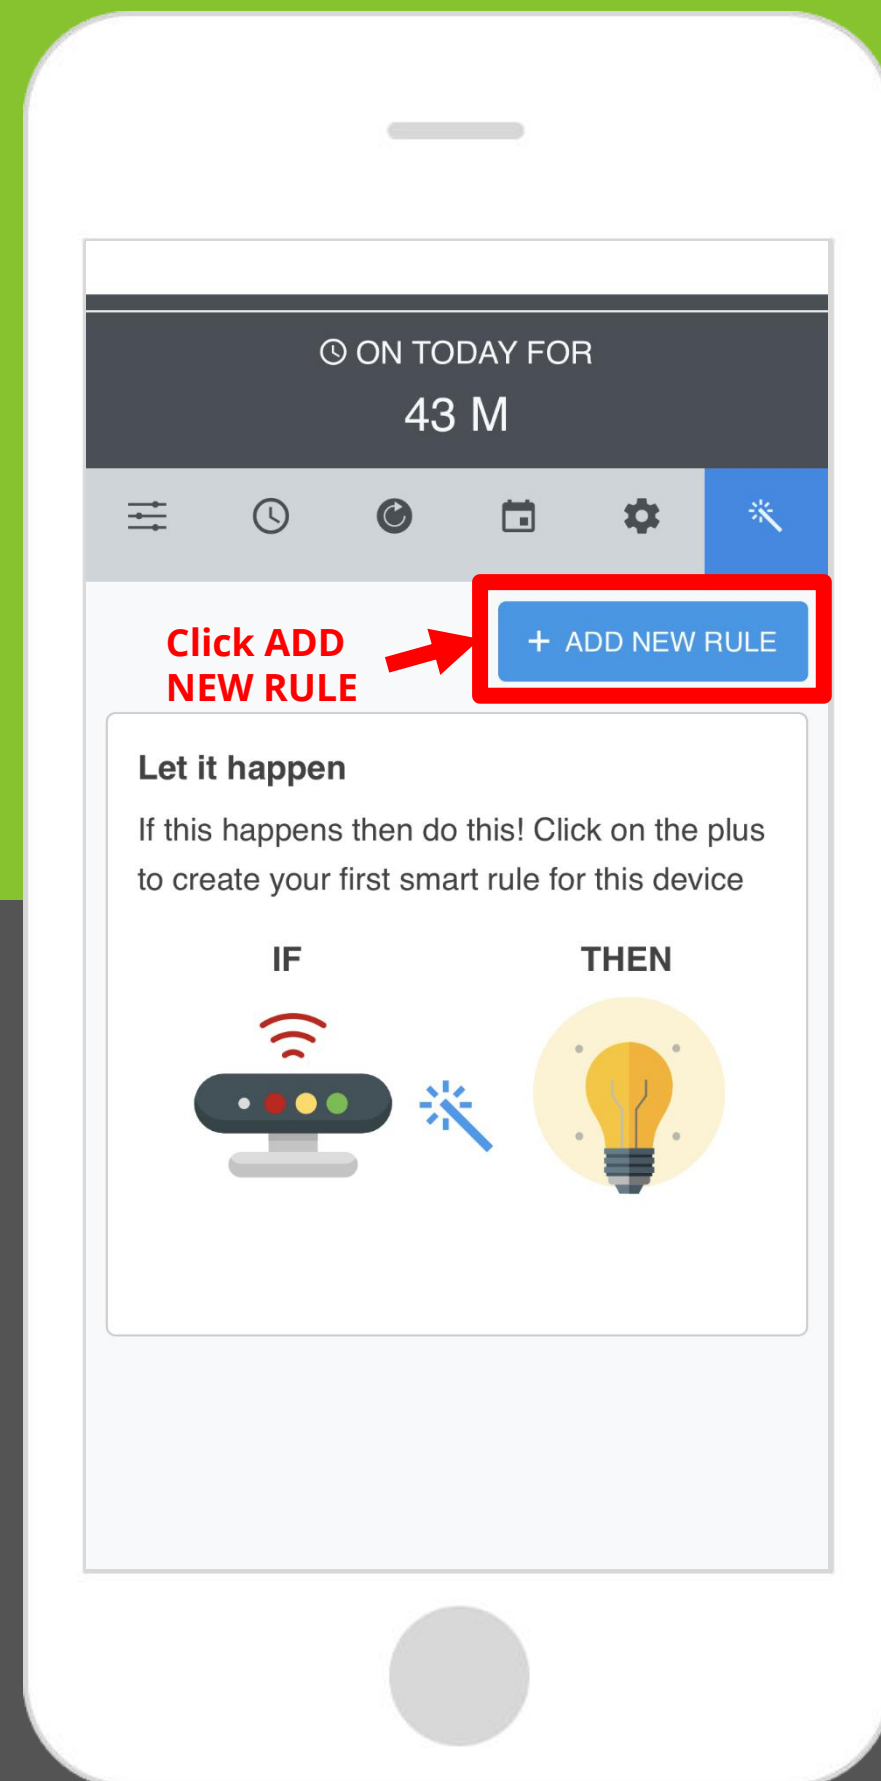 ON TODAY FOR
43 M
+ ADD NEW RULE
Click ADD
NEW RULE
Let it happen
If this happens then do this! Click on the plus
to create your first smart rule for this device
IF THEN